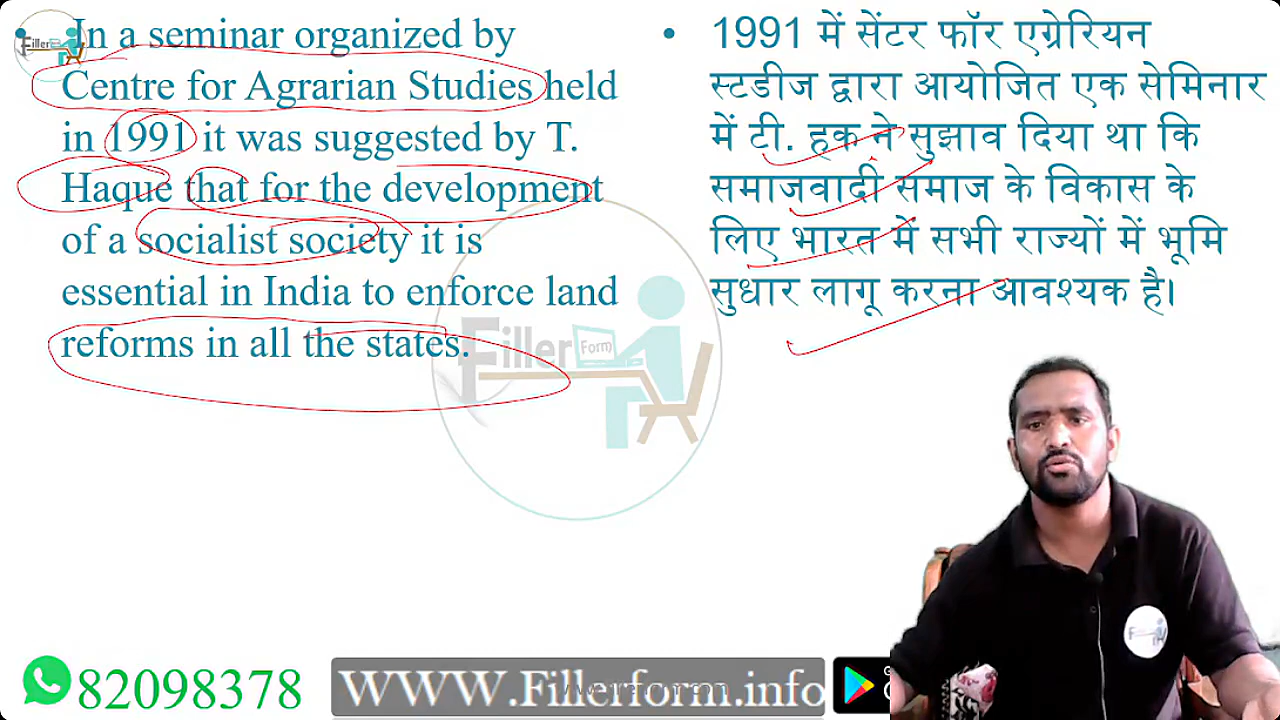 • In a seminar organized by
Centre for Agrarian Studies held
in 1991 it was suggested by T.
Haque that for the development
of a socialist society it is
essential in India to enforce land
reforms in all the states.
• 1991 में सेंटर फॉर एग्रेरियन
स्टडीज द्वारा आयोजित एक सेमिनार
में टी. हक ने सुझाव दिया था कि
समाजवादी समाज के विकास के
लिए भारत में सभी राज्यों में भूमि
सुधार लागू करना आवश्यक है।
Filler Form
82098378
WWW.Fillerform.info